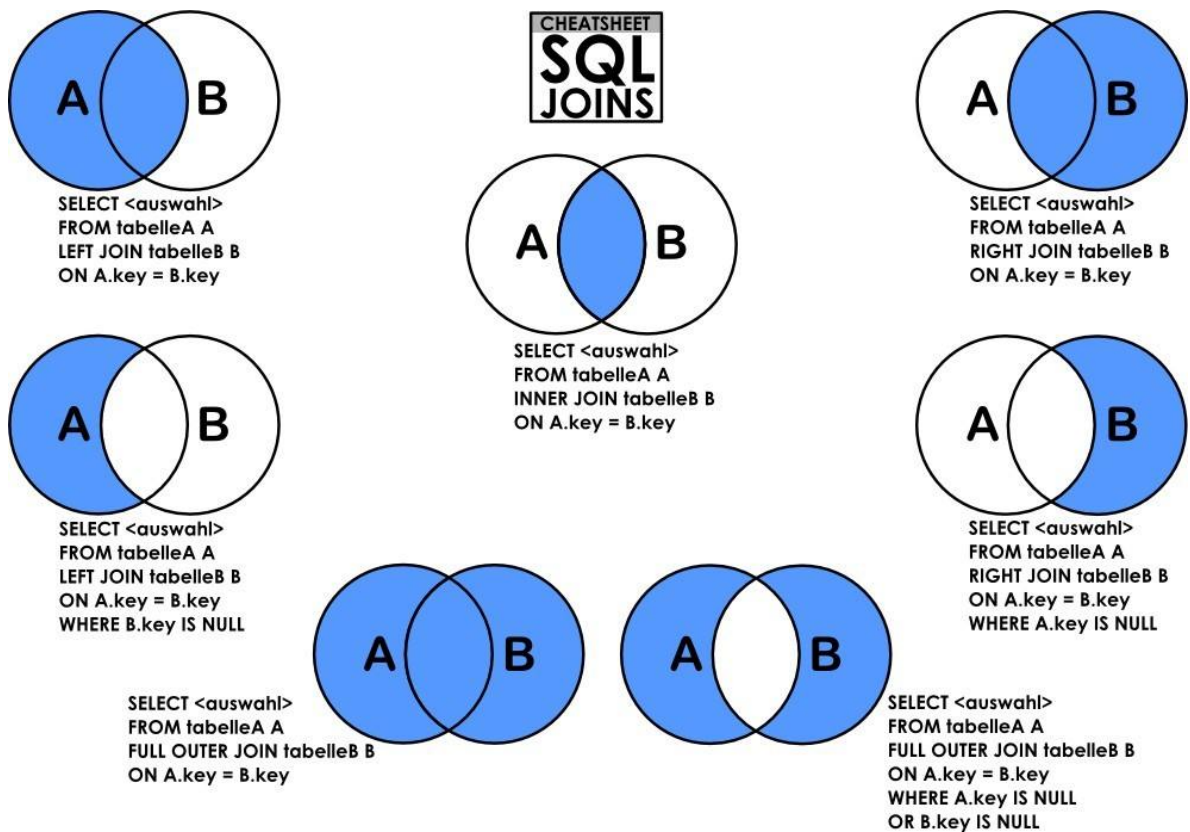 CHEATSHEET
SQL
JOINS
A B
SELECT <auswahl>
FROM tabelleA A
LEFT JOIN tabelleB B
ON A.key = B.key
A B
SELECT <auswahl>
FROM tabelleA A
INNER JOIN tabelleB B
ON A.key = B.key
A B
SELECT <auswahl>
FROM tabelleA A
RIGHT JOIN tabelleB B
ON A.key = B.key
A B
SELECT <auswahl>
FROM tabelleA A
LEFT JOIN tabelleB B
ON A.key = B.key
WHERE B.key IS NULL
A B
SELECT <auswahl>
FROM tabelleA A
RIGHT JOIN tabelleB B
ON A.key = B.key
WHERE A.key IS NULL
A B
SELECT <auswahl>
FROM tabelleA A
FULL OUTER JOIN tabelleB B
ON A.key = B.key
A B
SELECT <auswahl>
FROM tabelleA A
FULL OUTER JOIN tabelleB B
ON A.key = B.key
WHERE A.key IS NULL
OR B.key IS NULL